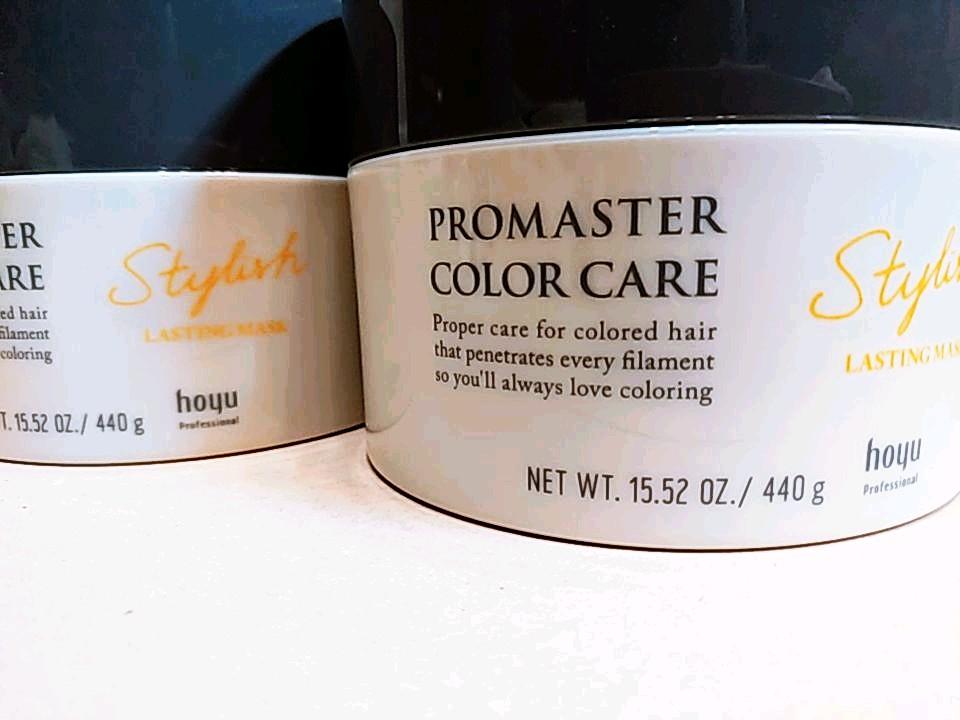 ER
ARE
ed hair
filament
coloring
T. 15.52 OZ./ 440 g
Stylish
LASTING MASK
hoyu
Professional
PROMASTER
COLOR CARE
Proper care for colored hair
that penetrates every filament
so you'll always love coloring
NET WT. 15.52 OZ./ 440 g
Stylis
LASTING MAS
hoyu
Professional